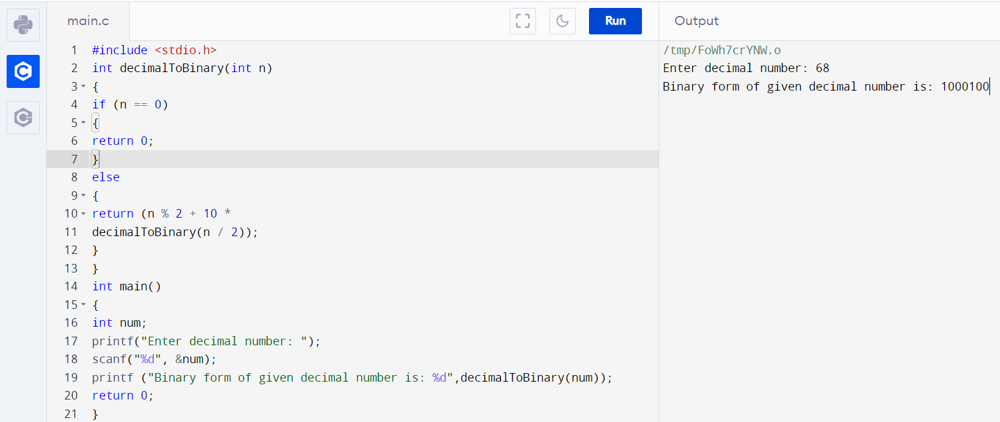 main.c
Run
Output
1 #include <stdio.h>
2 int decimalToBinary(int n)
3 {
4 if (n == 0)
5 {
6 return 0;
7 }
8 else
9 {
10 return (n % 2 + 10 *
11 decimalToBinary(n / 2));
12 }
13 }
14 int main()
15 {
16 int num;
17 printf("Enter decimal number: ");
18 scanf("%d", &num);
19 printf ("Binary form of given decimal number is: %d",decimalToBinary(num));
20 return 0;
21 }
/tmp/FoWh7crYNW.o
Enter decimal number: 68
Binary form of given decimal number is: 1000100